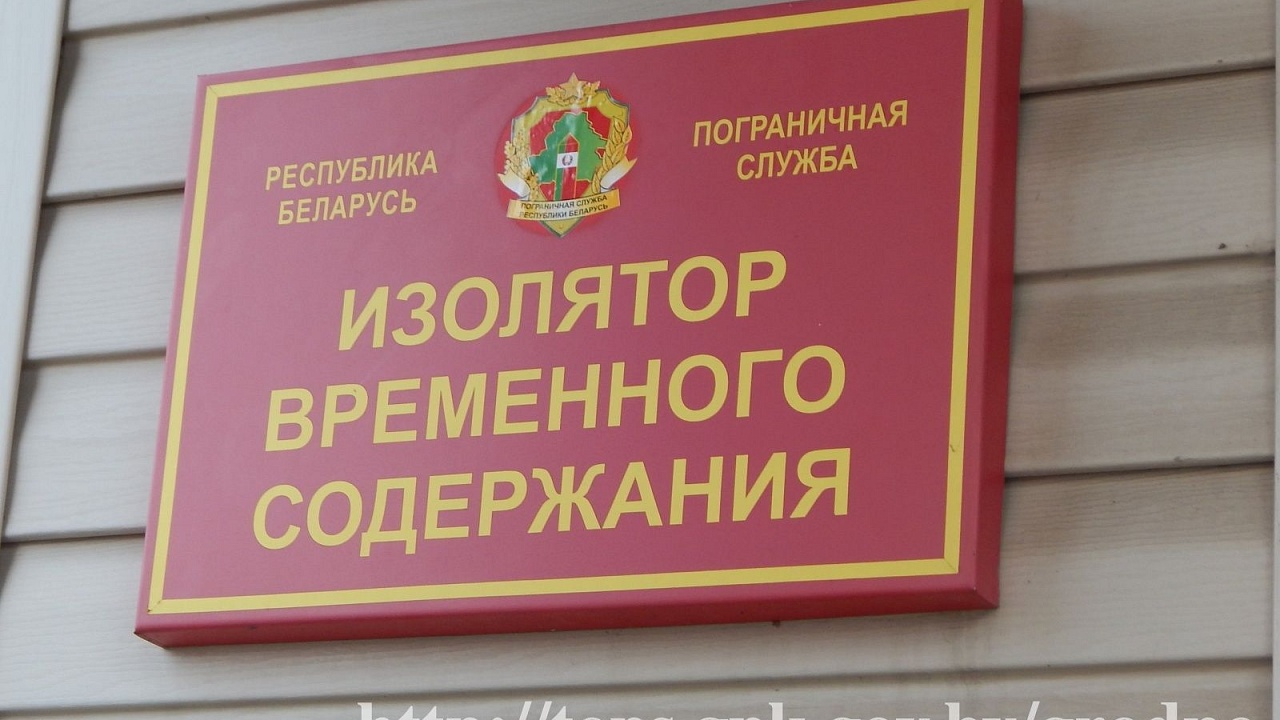 РЕСПУБЛИКА
БЕЛАРУСЬ
ПОГРАНИЧНАЯ СЛУЖБА
РЕСПУБЛИКИ БЕЛАРУСЬ
ПОГРАНИЧНАЯ
СЛУЖБА
ИЗОЛЯТОР
ВРЕМЕННОГО
СОДЕРЖАНИЯ